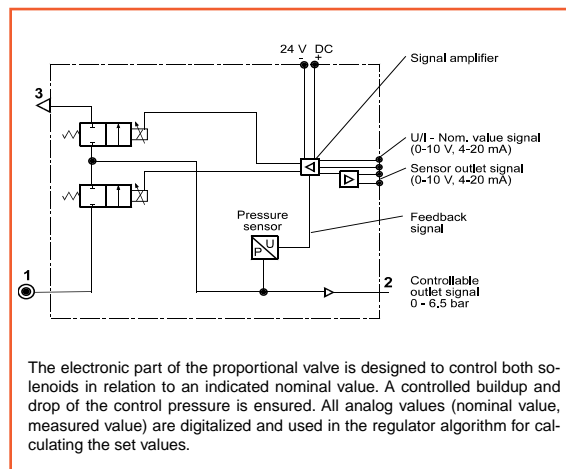 24 V DC
- +
Signal amplifier
3
U/I - Nom. value signal
(0-10 V, 4-20 mA)
Sensor outlet signal
(0-10 V, 4-20 mA)
Pressure
sensor
Feedback
signal
U
P
1
2
Controllable
outlet signal
0 - 6.5 bar
The electronic part of the proportional valve is designed to control both so-
lenoids in relation to an indicated nominal value. A controlled buildup and
drop of the control pressure is ensured. All analog values (nominal value,
measured value) are digitalized and used in the regulator algorithm for cal-
culating the set values.